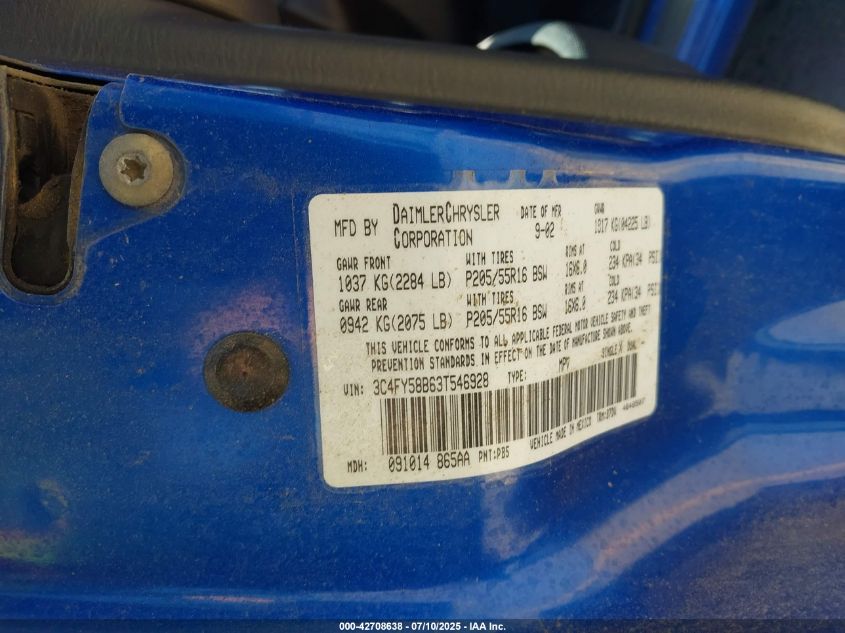 MFD BY DAIMLERCHRYSLER CORPORATION DATE OF MFR 9-02 GVWR 1917 KG(04225 LB)
GAWR FRONT WITH TIRES RIMS AT COLD
1037 KG(2284 LB) P205/55R16 BSW 16X6.0 234 KPA(34 PSI)
GAWR REAR WITH TIRES RIMS AT COLD
0942 KG(2075 LB) P205/55R16 BSW 16X6.0 234 KPA(34 PSI)
THIS VEHICLE CONFORMS TO ALL APPLICABLE FEDERAL MOTOR VEHICLE SAFETY AND THEFT
PREVENTION STANDARDS IN EFFECT ON THE DATE OF MANUFACTURE SHOWN ABOVE.
VIN: 3C4FY58B63T546928 TYPE: MPV SINGLE X DUAL -
MDH: 091014 865AA PNT:PB5 VEHICLE MADE IN MEXICO
000-42708638 - 07/10/2025 - IAA Inc.